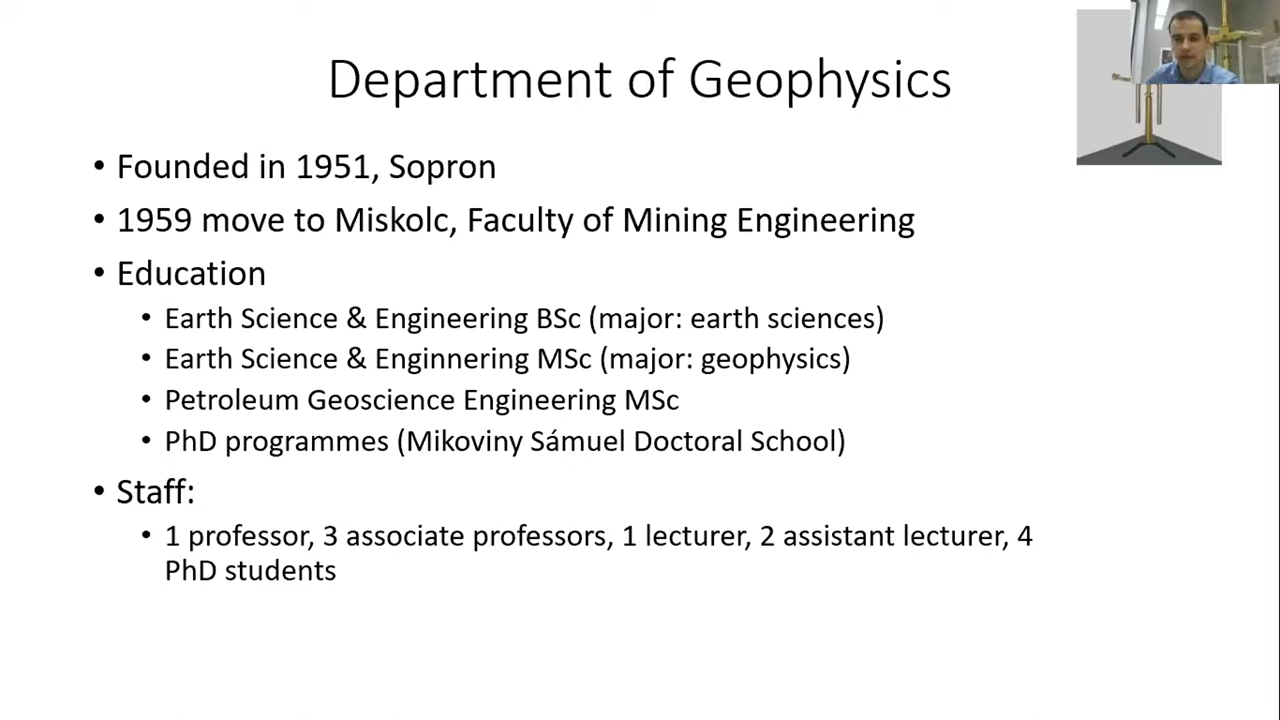 Department of Geophysics
• Founded in 1951, Sopron
• 1959 move to Miskolc, Faculty of Mining Engineering
• Education
• Earth Science & Engineering BSc (major: earth sciences)
• Earth Science & Enginnering MSc (major: geophysics)
• Petroleum Geoscience Engineering MSc
• PhD programmes (Mikoviny Sámuel Doctoral School)
• Staff:
• 1 professor, 3 associate professors, 1 lecturer, 2 assistant lecturer, 4
PhD students